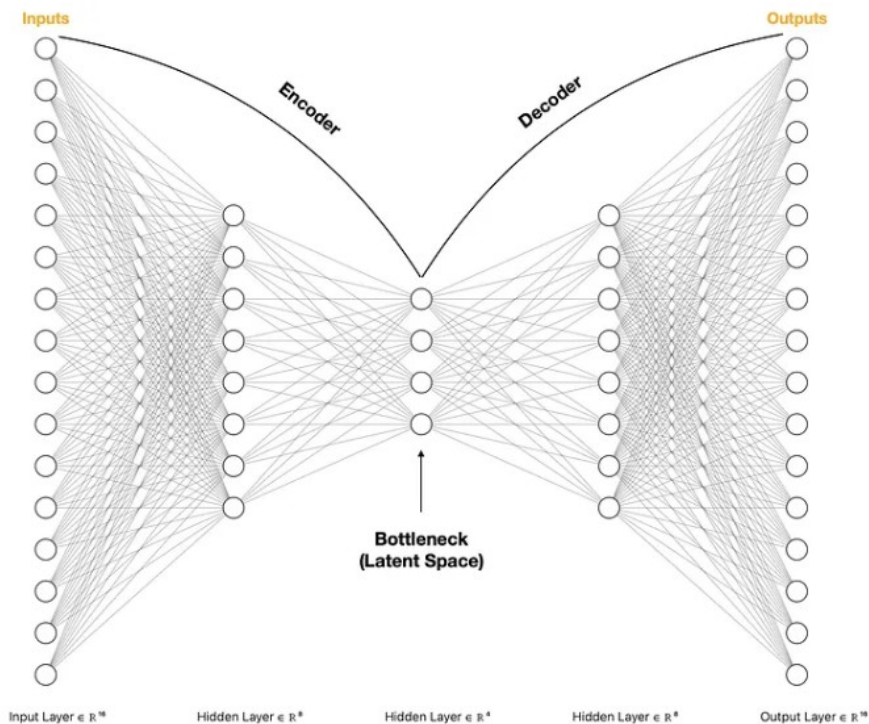 Inputs
Outputs
Encoder
Decoder
Bottleneck
(Latent Space)
Input Layer ∈ ℝ¹⁶
Hidden Layer ∈ ℝ⁸
Hidden Layer ∈ ℝ⁴
Hidden Layer ∈ ℝ⁸
Output Layer ∈ ℝ¹⁶